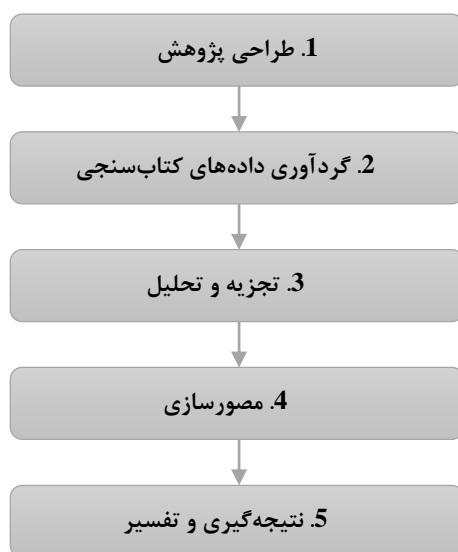 1. طراحی پژوهش
2. گردآوری داده‌های کتاب‌سنجی
3. تجزیه و تحلیل
4. مصورسازی
5. نتیجه‌گیری و تفسیر